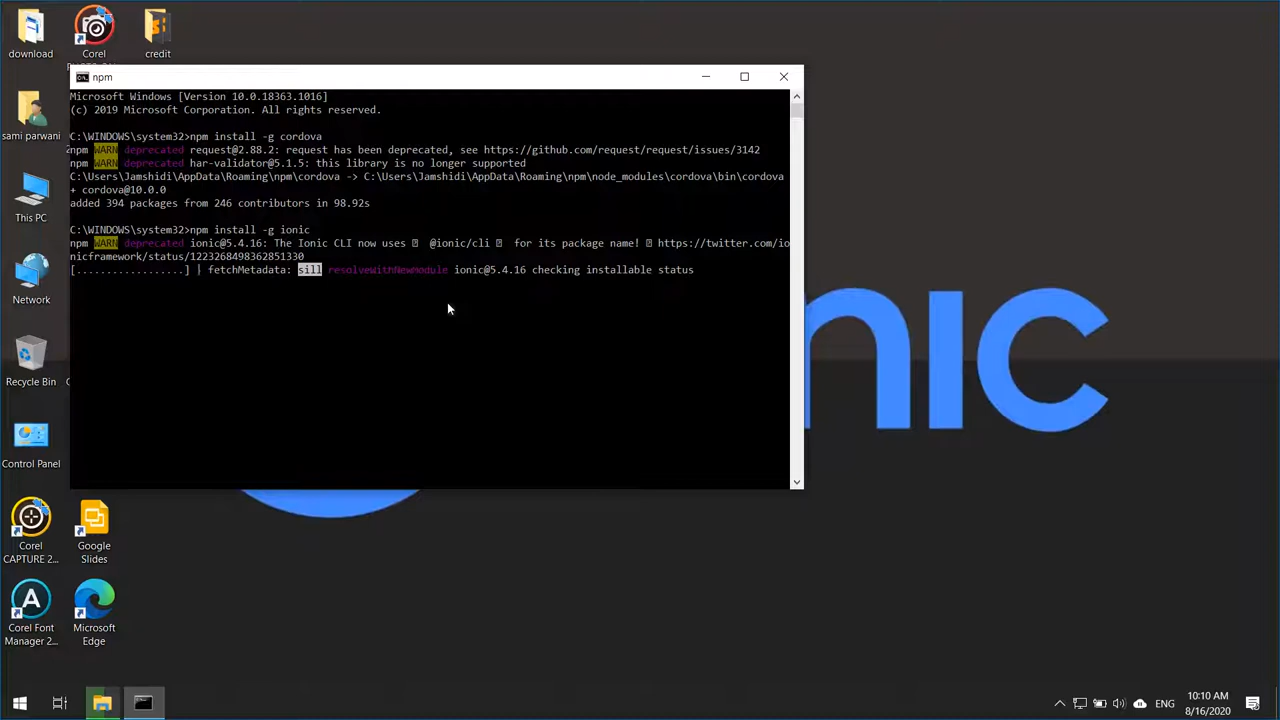 download
Corel
credit
sami parwani
This PC
Network
Recycle Bin
Control Panel
Corel
CAPTURE 2...
Google
Slides
Corel Font
Manager 2...
Microsoft
Edge
npm
Microsoft Windows [Version 10.0.18363.1016]
(c) 2019 Microsoft Corporation. All rights reserved.
C:\WINDOWS\system32>npm install -g cordova
npm WARN deprecated request@2.88.2: request has been deprecated, see https://github.com/request/request/issues/3142
npm WARN deprecated har-validator@5.1.5: this library is no longer supported
C:\Users\Jamshidi\AppData\Roaming\npm\cordova -> C:\Users\Jamshidi\AppData\Roaming\npm\node_modules\cordova\bin\cordova
+ cordova@10.0.0
added 394 packages from 246 contributors in 98.92s
C:\WINDOWS\system32>npm install -g ionic
npm WARN deprecated ionic@5.4.16: The Ionic CLI now uses @ionic/cli for its package name! https://twitter.com/io
nicframework/status/1223268498362851330
[..................] | fetchMetadata: sill resolveWithNewModule ionic@5.4.16 checking installable status
nic
ENG
10:10 AM
8/16/2020